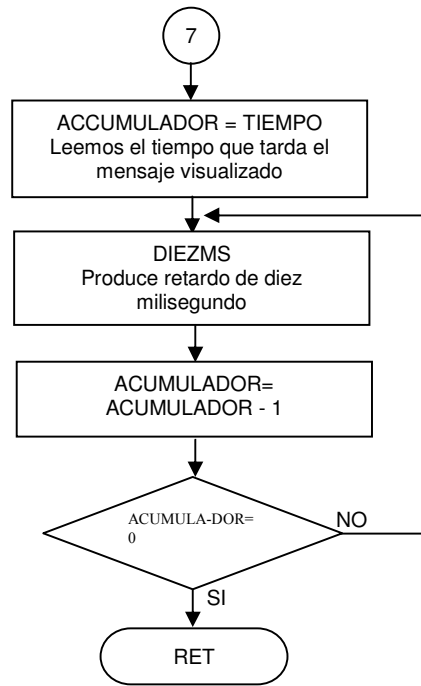 7
ACCUMULADOR = TIEMPO
Leemos el tiempo que tarda el
mensaje visualizado
DIEZMS
Produce retardo de diez
milisegundo
ACUMULADOR=
ACUMULADOR - 1
ACUMULA-DOR=
0
NO
SI
RET